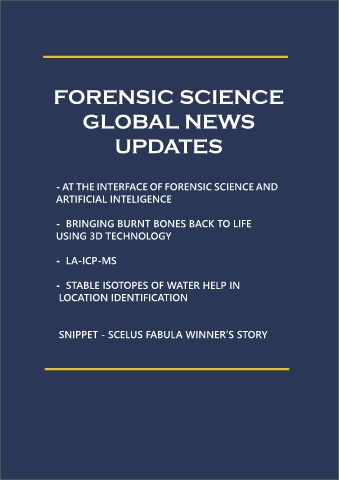 FORENSIC SCIENCE
GLOBAL NEWS
UPDATES
- AT THE INTERFACE OF FORENSIC SCIENCE AND
ARTIFICIAL INTELIGENCE
- BRINGING BURNT BONES BACK TO LIFE
USING 3D TECHNOLOGY
- LA-ICP-MS
- STABLE ISOTOPES OF WATER HELP IN
LOCATION IDENTIFICATION
SNIPPET - SCELUS FABULA WINNER'S STORY